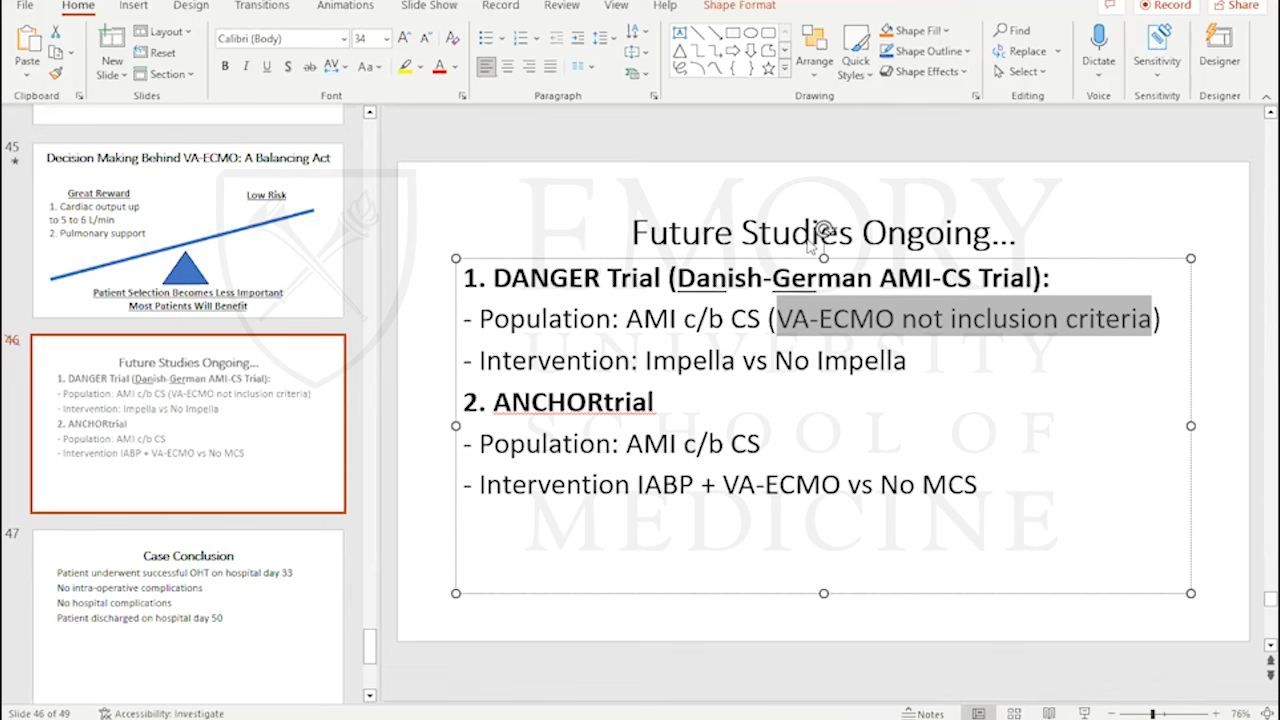 File Home Insert Design Transitions Animations Slide Show Record Review View Help Shape Format Record Share
Paste
Clipboard
New Slide
Layout
Reset
Section
Slides
Calibri (Body) 34
B I U S ab AV Aa A
Font
Paragraph
Arrange
Quick Styles
Shape Fill
Shape Outline
Shape Effects
Drawing
Find
Replace
Select
Editing
Dictate
Voice
Sensitivity
Sensitivity
Designer
Designer
45
Decision Making Behind VA-ECMO: A Balancing Act
Great Reward
1. Cardiac output up
to 5 to 6 L/min
2. Pulmonary support
Low Risk
Patient Selection Becomes Less Important
Most Patients Will Benefit
46
Future Studies Ongoing...
1. DANGER Trial (Danish-German AMI-CS Trial):
- Population: AMI c/b CS (VA-ECMO not inclusion criteria)
- Intervention: Impella vs No Impella
2. ANCHORtrial
- Population: AMI c/b CS
- Intervention IABP + VA-ECMO vs No MCS
47
Case Conclusion
Patient underwent successful OHT on hospital day 33
No intra-operative complications
No hospital complications
Patient discharged on hospital day 50
Future Studies Ongoing...
1. DANGER Trial (Danish-German AMI-CS Trial):
- Population: AMI c/b CS (VA-ECMO not inclusion criteria)
- Intervention: Impella vs No Impella
2. ANCHORtrial
- Population: AMI c/b CS
- Intervention IABP + VA-ECMO vs No MCS
EMORY
UNIVERSITY
SCHOOL OF
MEDICINE
Slide 46 of 49 Accessibility: Investigate Notes 76%